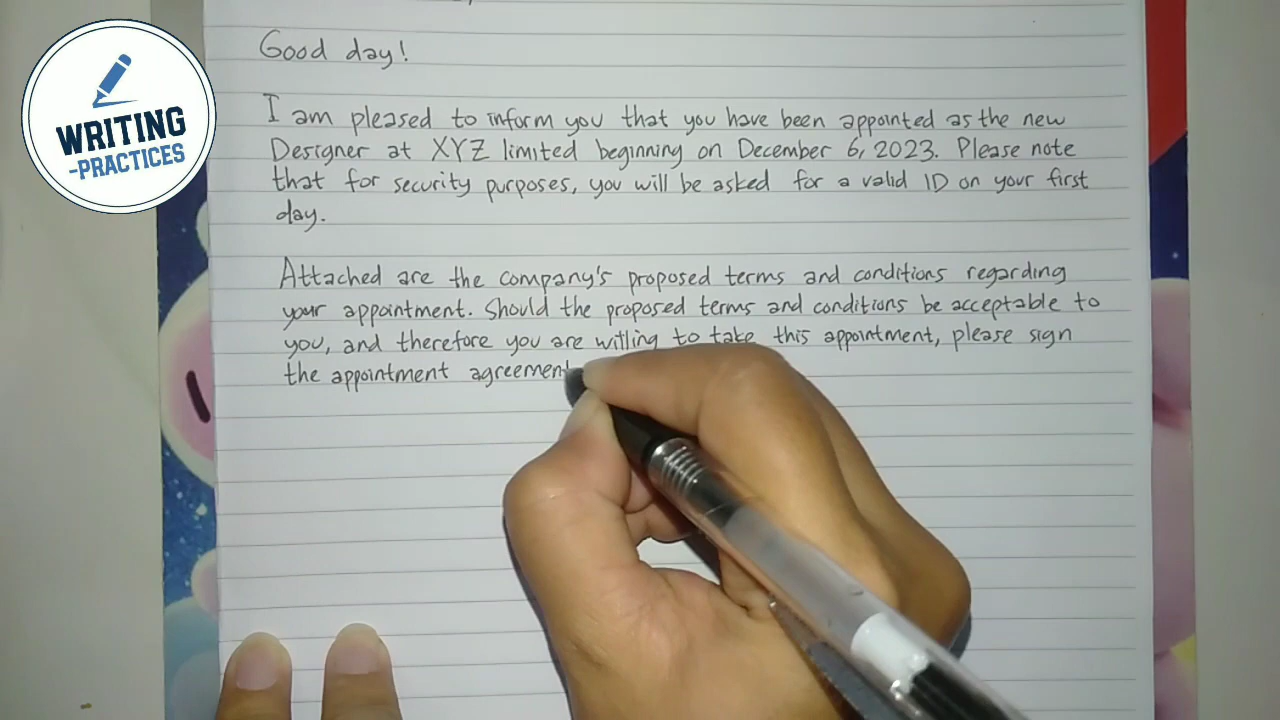 WRITING
-PRACTICES
Good day!
I am pleased to inform you that you have been appointed as the new
Designer at XYZ limited beginning on December 6, 2023. Please note
that for security purposes, you will be asked for a valid ID on your first
day.
Attached are the company's proposed terms and conditions regarding
your appointment. Should the proposed terms and conditions be acceptable to
you, and therefore you are willing to take this appointment, please sign
the appointment agreement